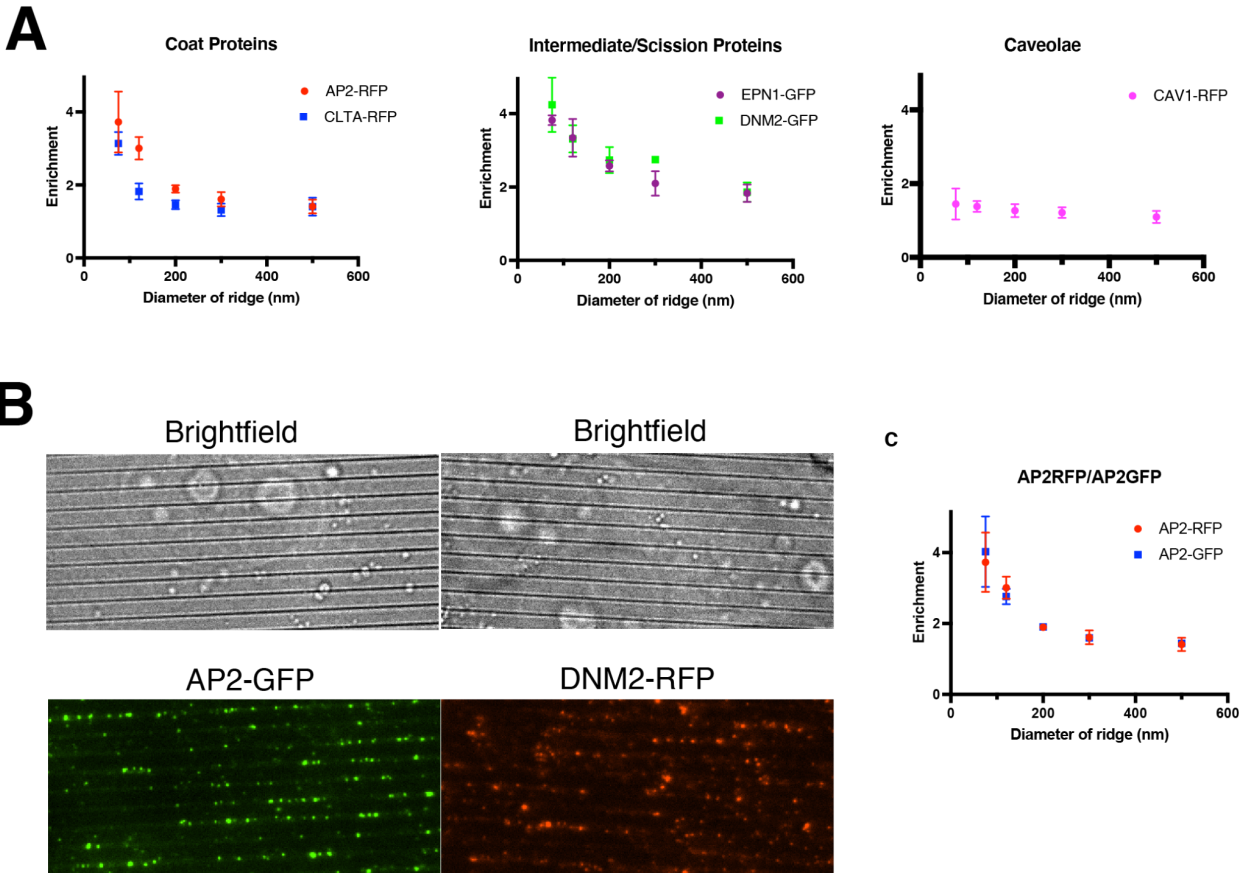 A
Coat Proteins
Enrichment
4
2
0
0 200 400 600
Diameter of ridge (nm)
AP2-RFP
CLTA-RFP
Intermediate/Scission Proteins
Enrichment
4
2
0
0 200 400 600
Diameter of ridge (nm)
EPN1-GFP
DNM2-GFP
Caveolae
Enrichment
4
2
0
0 200 400 600
Diameter of ridge (nm)
CAV1-RFP
B
Brightfield
Brightfield
AP2-GFP
DNM2-RFP
C
AP2RFP/AP2GFP
Enrichment
4
2
0
0 200 400 600
Diameter of ridge (nm)
AP2-RFP
AP2-GFP